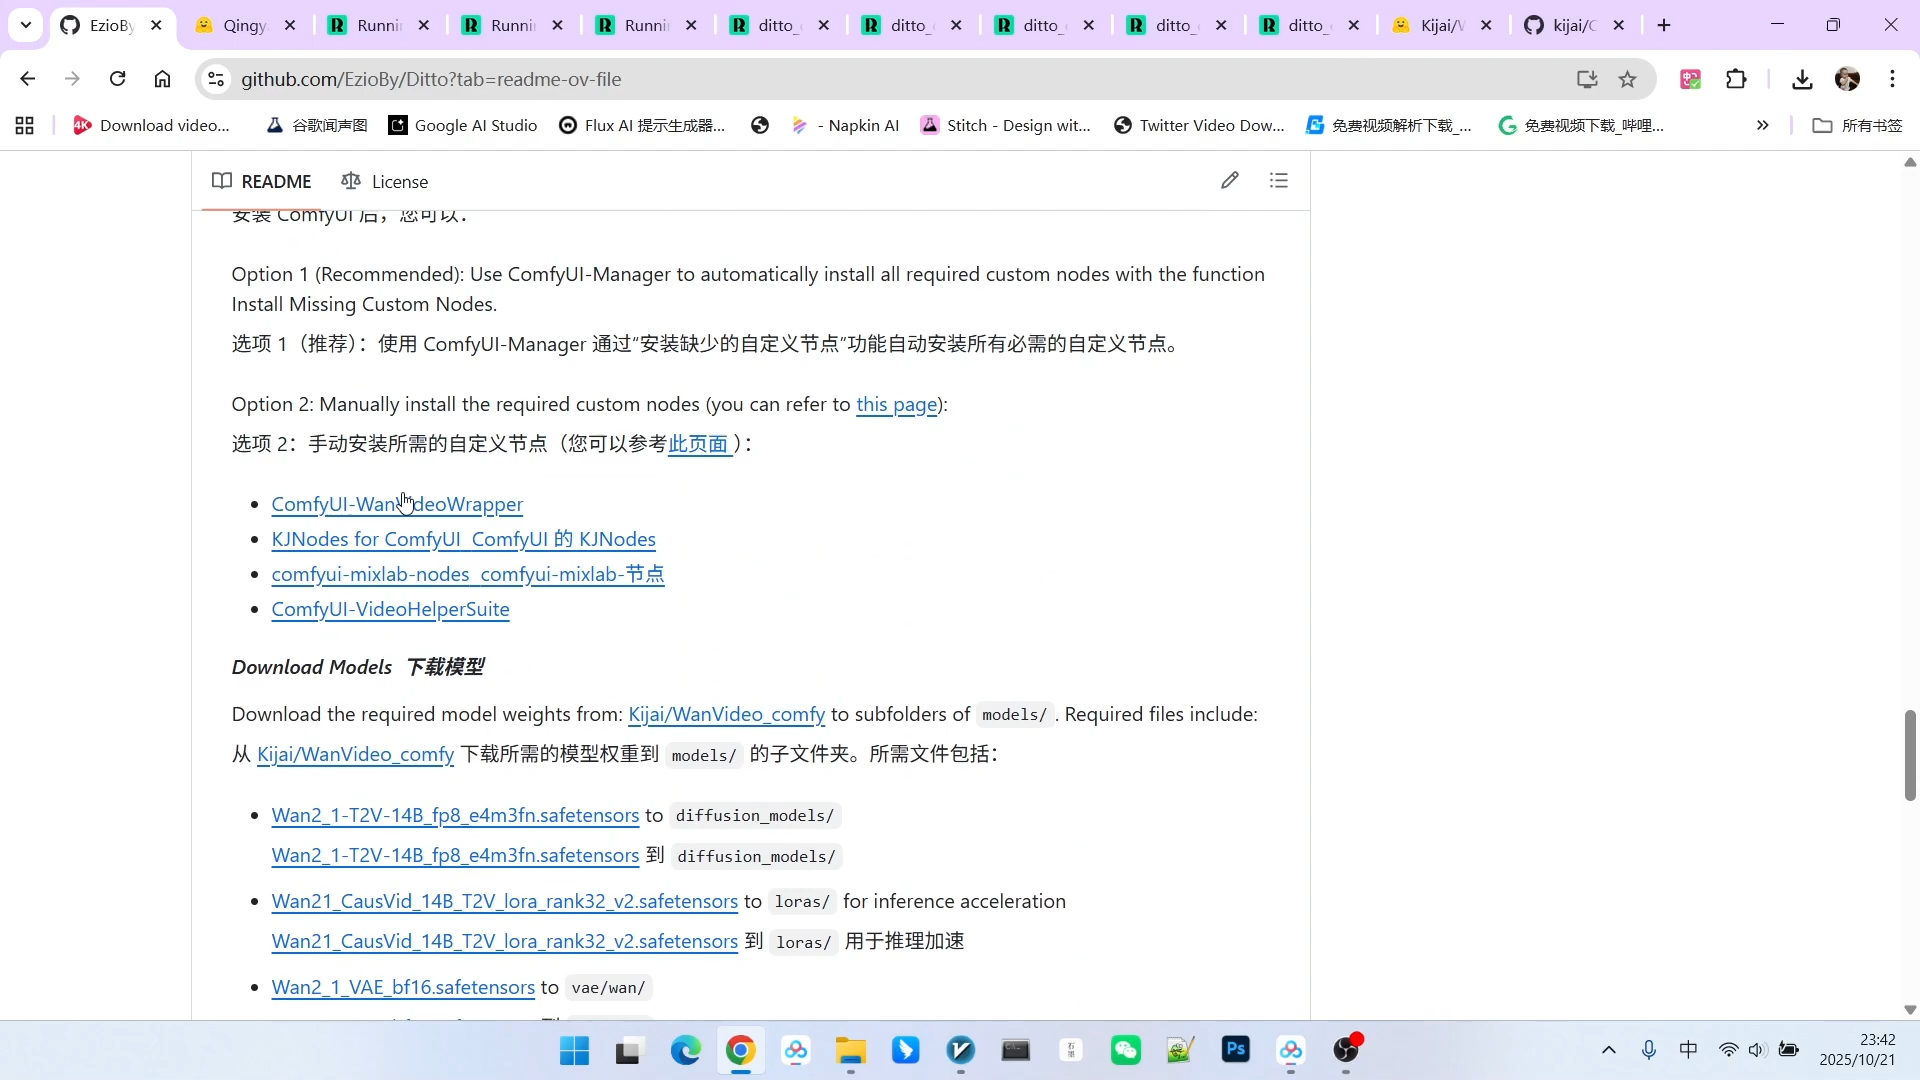 EzioBy
Qingy
Runni
Runni
Runni
ditto_
ditto_
ditto_
ditto_
ditto_
Kijai/
kijai/C
github.com/EzioBy/Ditto?tab=readme-ov-file
Download video...
谷歌闻声图
Google AI Studio
Flux AI 提示生成器...
- Napkin AI
Stitch - Design wit...
Twitter Video Dow...
免费视频解析下载_...
免费视频下载_哔哩...
所有书签
README
License
安装 ComfyUI 后，您可以：
Option 1 (Recommended): Use ComfyUI-Manager to automatically install all required custom nodes with the function
Install Missing Custom Nodes.
选项 1（推荐）：使用 ComfyUI-Manager 通过“安装缺少的自定义节点”功能自动安装所有必需的自定义节点。
Option 2: Manually install the required custom nodes (you can refer to this page):
选项 2：手动安装所需的自定义节点（您可以参考此页面 ）：
ComfyUI-WanVideoWrapper
KJNodes for ComfyUI ComfyUI 的 KJNodes
comfyui-mixlab-nodes comfyui-mixlab-节点
ComfyUI-VideoHelperSuite
Download Models 下载模型
Download the required model weights from: Kijai/WanVideo_comfy to subfolders of models/ . Required files include:
从 Kijai/WanVideo_comfy 下载所需的模型权重到 models/ 的子文件夹。所需文件包括：
Wan2_1-T2V-14B_fp8_e4m3fn.safetensors to diffusion_models/
Wan2_1-T2V-14B_fp8_e4m3fn.safetensors 到 diffusion_models/
Wan21_CausVid_14B_T2V_lora_rank32_v2.safetensors to loras/ for inference acceleration
Wan21_CausVid_14B_T2V_lora_rank32_v2.safetensors 到 loras/ 用于推理加速
Wan2_1_VAE_bf16.safetensors to vae/wan/
Ps
中
23:42
2025/10/21